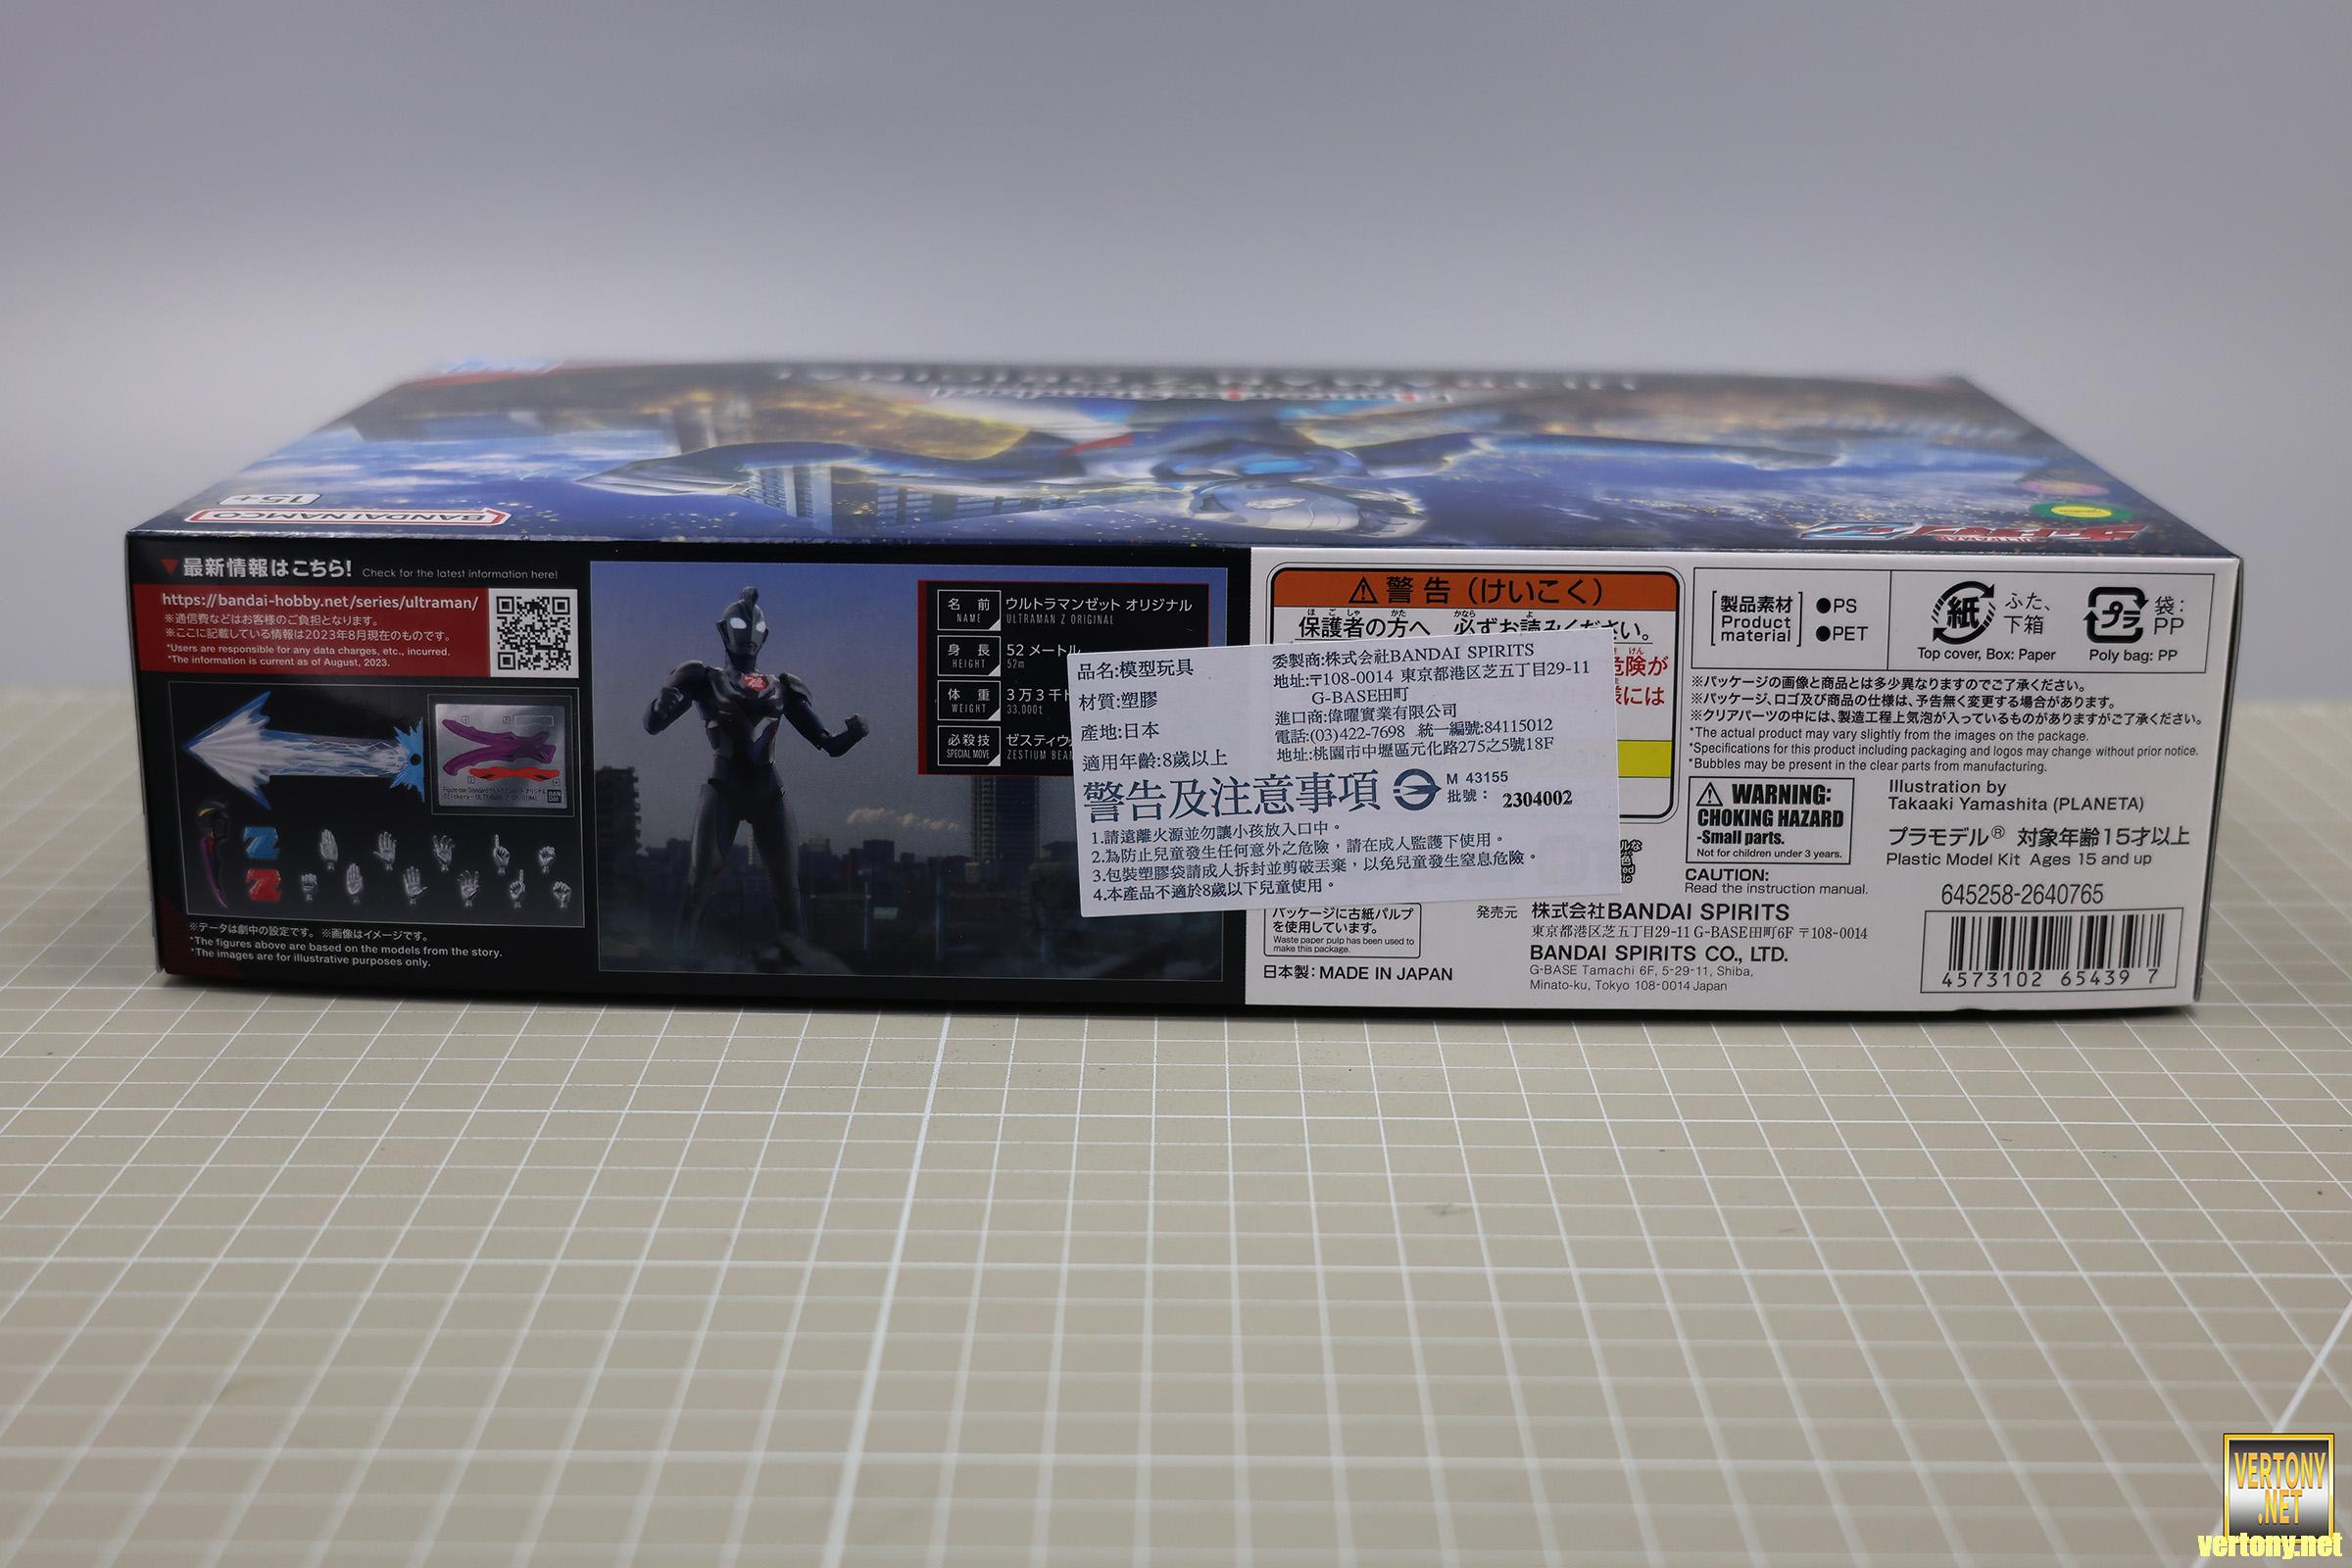 15+
BANDAI NAMCO
▼最新情報はこちら! Check for the latest information here!
https://bandai-hobby.net/series/ultraman/
※通信費などはお客様のご負担となります。
※ここに記載している情報は2023年8月現在のものです。
*Users are responsible for any data charges, etc., incurred.
*The information is current as of August, 2023.
※データは劇中の設定です。 ※画像はイメージです。
*The figures above are based on the models from the story.
*The images are for illustrative purposes only.
名前 ウルトラマンゼット オリジナル
NAME ULTRAMAN Z ORIGINAL
身長 52 メートル
HEIGHT 52m
体重 3万3千
WEIGHT 33,000t
必殺技 ゼスティウ
SPECIAL MOVE ZESTIUM BEA
品名:模型玩具
材質:塑膠
產地:日本
適用年齡:8歲以上
委製商:株式会社BANDAI SPIRITS
地址:〒108-0014 東京都港区芝五丁目29-11
G-BASE田町
進口商:偉曜實業有限公司
電話:(03)422-7698 統一編號:84115012
地址:桃園市中壢區元化路275之5號18F
警告及注意事項
M 43155
批號: 2304002
1.請遠離火源並勿讓小孩放入口中。
2.為防止兒童發生任何意外之危險,請在成人監護下使用。
3.包裝塑膠袋請成人拆封並剪破丟棄,以免兒童發生窒息危險。
4.本產品不適於8歲以下兒童使用。
警告(けいこく)
保護者の方へ 必ずお読みください。
危険が
様には
パッケージに古紙パルプ
を使用しています。
Waste paper pulp has been used to
make this package.
日本製: MADE IN JAPAN
発売元 株式会社BANDAI SPIRITS
東京都港区芝五丁目29-11 G-BASE田町6F 〒108-0014
BANDAI SPIRITS CO., LTD.
G-BASE Tamachi 6F, 5-29-11, Shiba,
Minato-ku, Tokyo 108-0014 Japan
製品素材
Product
material
●PS
●PET
紙 ふた、
下箱
Top cover, Box: Paper
プラ 袋:
PP
Poly bag: PP
※パッケージの画像と商品とは多少異なりますのでご了承ください。
※パッケージ、ロゴ及び商品の仕様は、予告無く変更する場合があります。
※クリアパーツの中には、製造工程上気泡が入っているものがありますがご了承ください。
*The actual product may vary slightly from the images on the package.
*Specifications for this product including packaging and logos may change without prior notice.
*Bubbles may be present in the clear parts from manufacturing.
WARNING:
CHOKING HAZARD
-Small parts.
Not for children under 3 years.
CAUTION:
Read the instruction manual.
Illustration by
Takaaki Yamashita (PLANETA)
プラモデル® 対象年齢15才以上
Plastic Model Kit Ages 15 and up
645258-2640765
4573102 65439 7
VERTONY
.NET
vertony.net